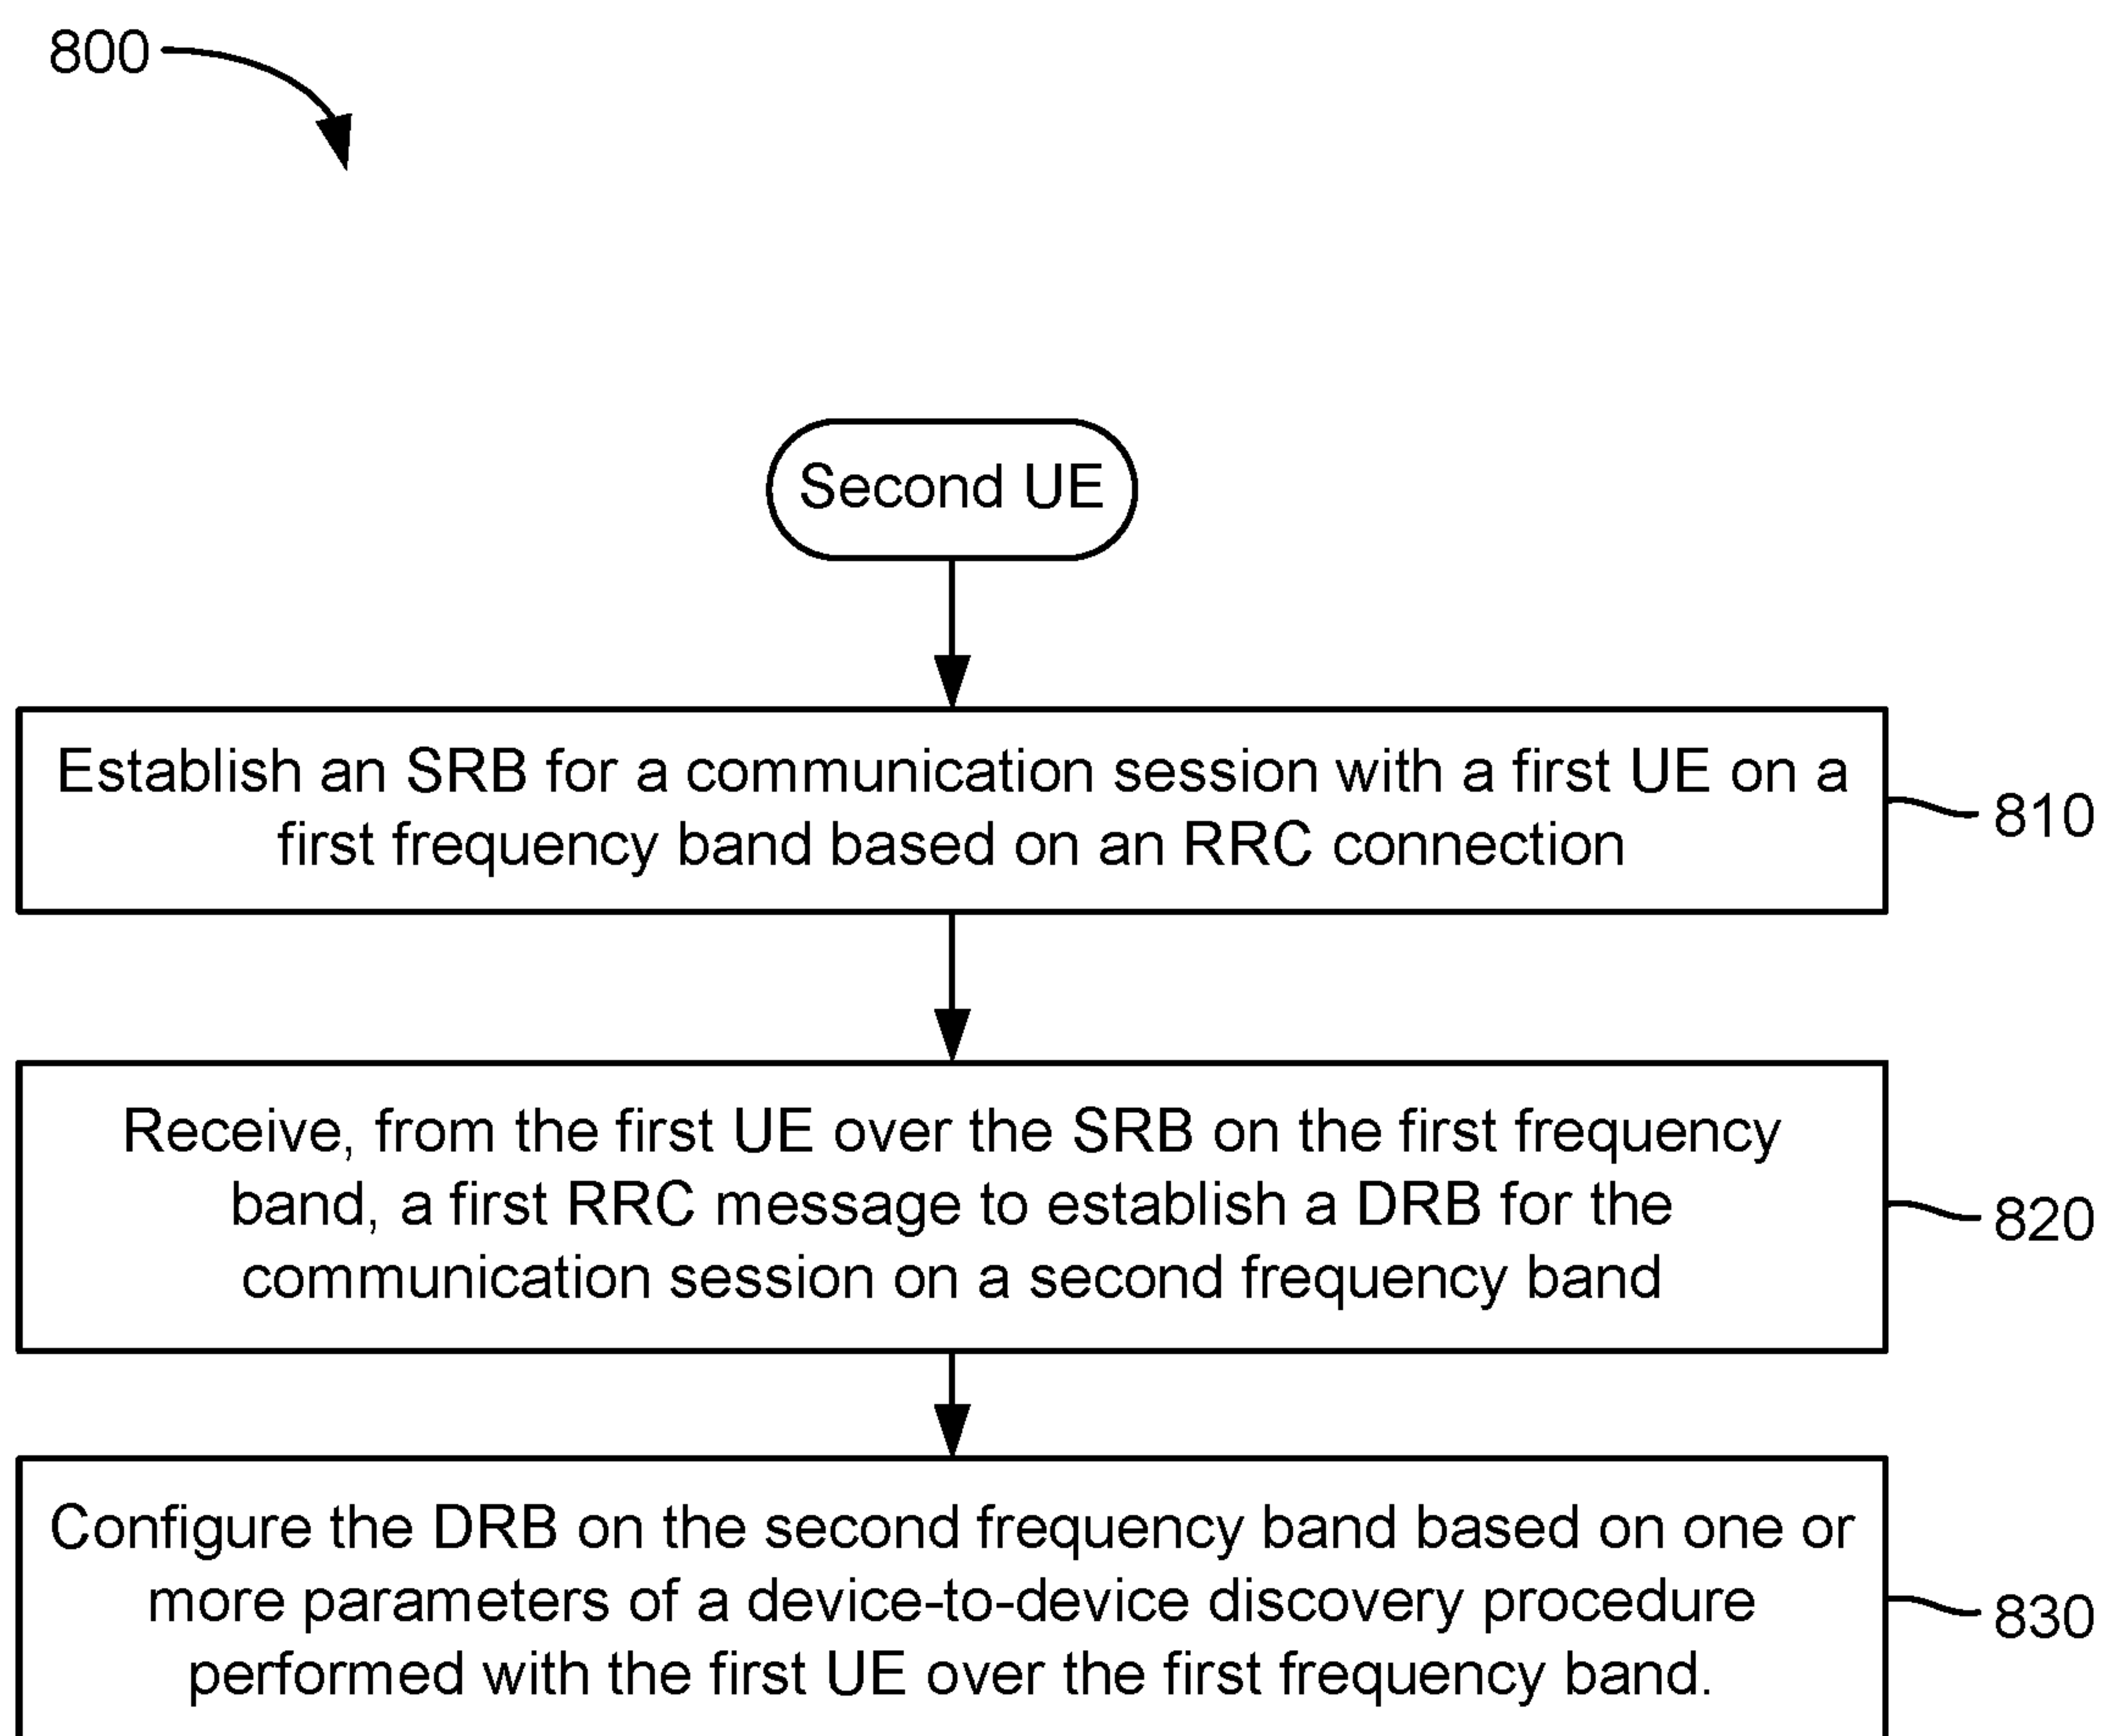 800
Second UE
Establish an SRB for a communication session with a first UE on a
first frequency band based on an RRC connection
810
Receive, from the first UE over the SRB on the first frequency
band, a first RRC message to establish a DRB for the
communication session on a second frequency band
820
Configure the DRB on the second frequency band based on one or
more parameters of a device-to-device discovery procedure
performed with the first UE over the first frequency band.
830